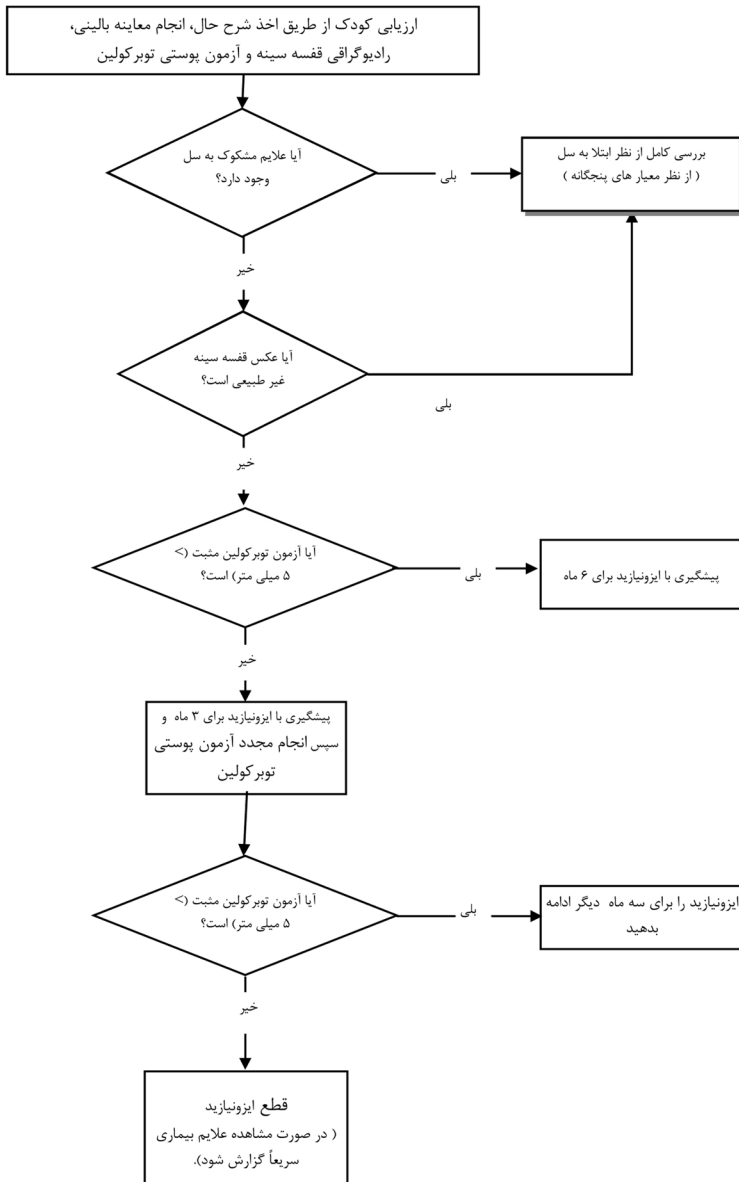 ارزیابی کودک از طریق اخذ شرح حال، انجام معاینه بالینی،
رادیوگراقی قفسه سینه و آزمون پوستی توبرکولین
آیا علایم مشکوک به سل
وجود دارد؟
بلی
بررسی کامل از نظر ابتلا به سل
( از نظر معیار های پنجگانه )
خیر
آیا عکس قفسه سینه
غیر طبیعی است؟
بلی
خیر
آیا آزمون توبرکولین مثبت (>
۵ میلی متر) است؟
بلی
پیشگیری با ایزونیازید برای ۶ ماه
خیر
پیشگیری با ایزونیازید برای ۳ ماه و
سپس انجام مجدد آزمون پوستی
توبرکولین
آیا آزمون توبرکولین مثبت (>
۵ میلی متر) است؟
بلی
ایزونیازید را برای سه ماه دیگر ادامه
بدهید
خیر
قطع ایزونیازید
( در صورت مشاهده علایم بیماری
سریعاً گزارش شود).